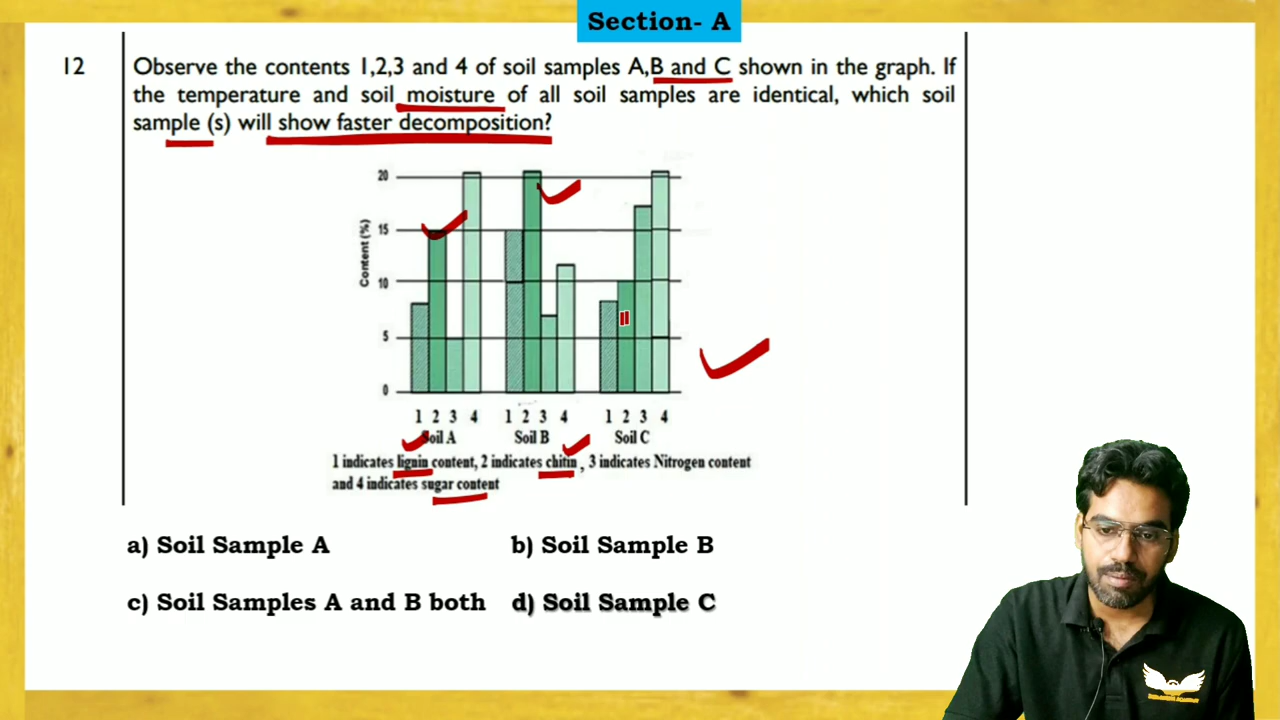 Section- A
12
Observe the contents 1,2,3 and 4 of soil samples A,B and C shown in the graph. If
the temperature and soil moisture of all soil samples are identical, which soil
sample (s) will show faster decomposition?
20
15
10
5
0
Content (%)
1 2 3 4
1 2 3 4
1 2 3 4
Soil A
Soil B
Soil C
1 indicates lignin content, 2 indicates chitin , 3 indicates Nitrogen content
and 4 indicates sugar content
a) Soil Sample A
b) Soil Sample B
c) Soil Samples A and B both
d) Soil Sample C